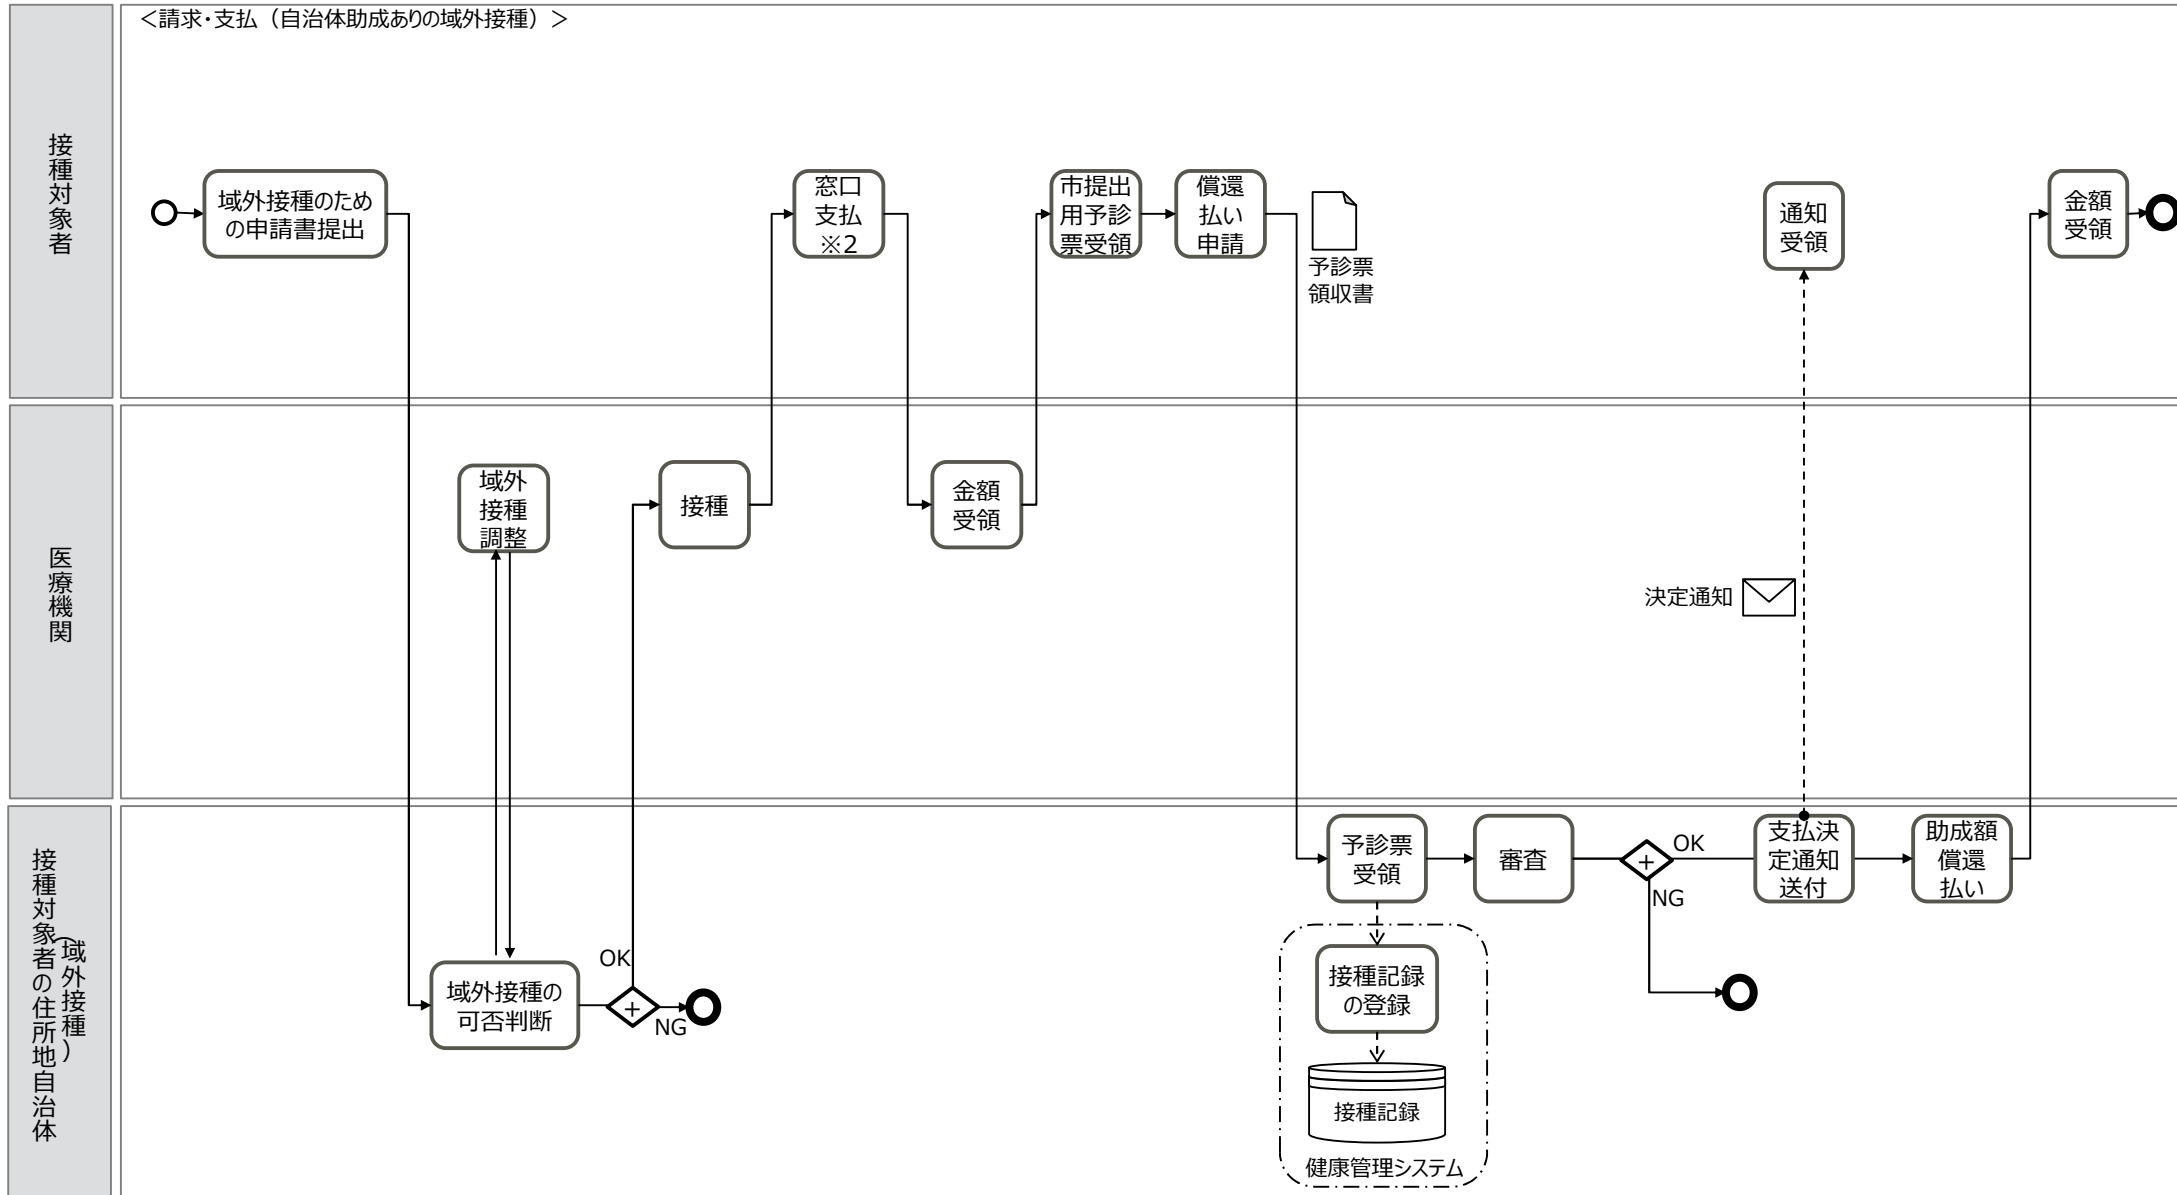 ＜請求・支払（自治体助成ありの域外接種）＞
接種対象者
域外接種のため
の申請書提出
窓口
支払
※2
市提出
用予診
票受領
償還
払い
申請
予診票
領収書
通知
受領
金額
受領
医療機関
域外
接種
調整
接種
金額
受領
決定通知
接種対象者の住所地自治体
（域外接種）
域外接種の
可否判断
OK
NG
予診票
受領
審査
OK
NG
支払決
定通知
送付
助成額
償還
払い
接種記録
の登録
接種記録
健康管理システム